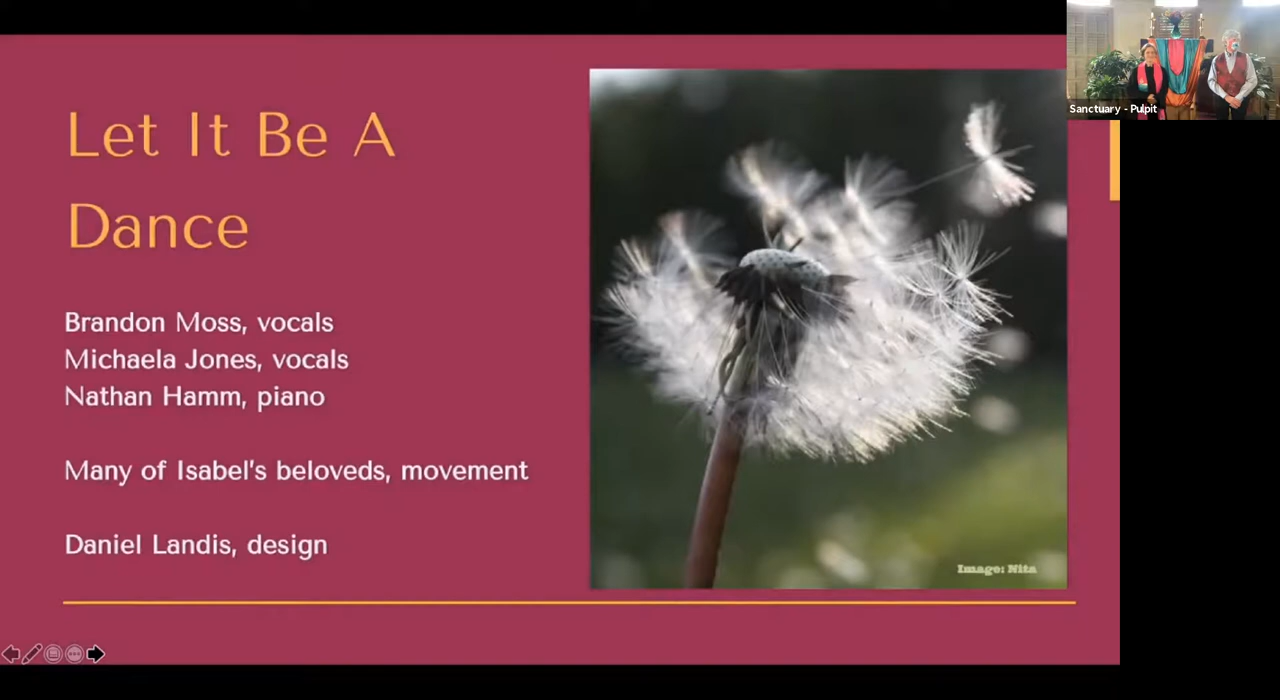 Let It Be A
Dance
Brandon Moss, vocals
Michaela Jones, vocals
Nathan Hamm, piano
Many of Isabel's beloveds, movement
Daniel Landis, design
Image: Nita
Sanctuary - Pulpit